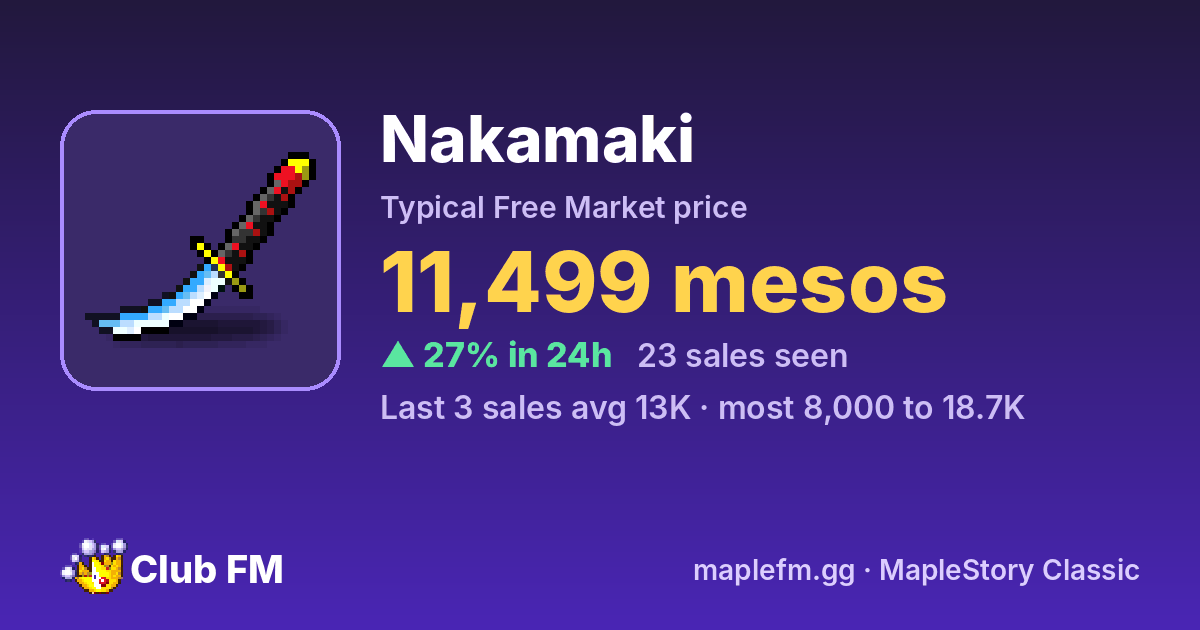 Nakamaki
Typical Free Market price
11,499 mesos
▲ 27% in 24h 23 sales seen
Last 3 sales avg 13K · most 8,000 to 18.7K
Club FM
maplefm.gg · MapleStory Classic